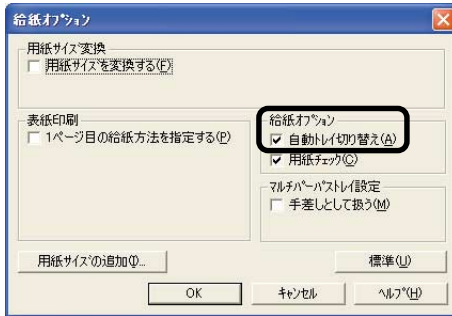 給紙オプション
用紙サイズ変換
用紙サイズを変換する(F)
表紙印刷
1ページ目の給紙方法を指定する(P)
給紙オプション
自動トレイ切り替え(A)
用紙チェック(C)
マルチパーパストレイ設定
手差しとして扱う(M)
用紙サイズの追加(I)...
標準(U)
OK
キャンセル
ヘルプ(H)